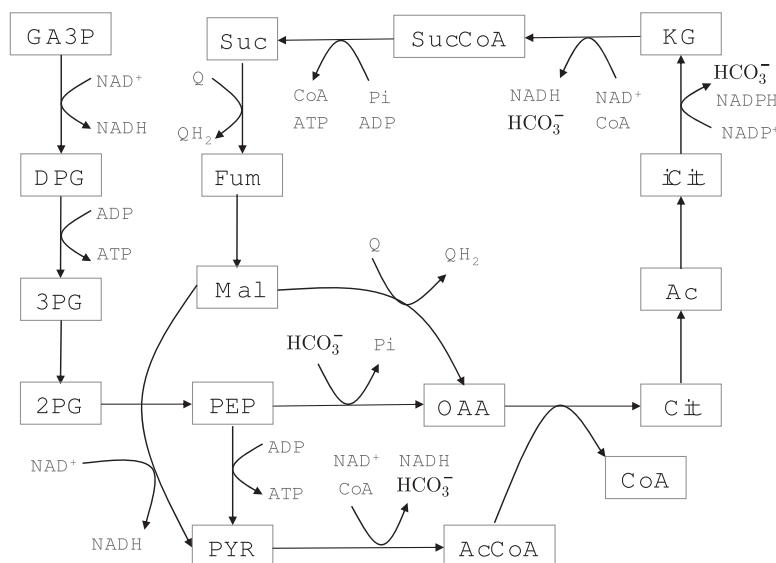 GA3P
Suc
SucCoA
KG
NAD⁺
NADH
Q
QH₂
CoA
ATP
Pi
ADP
NADH
HCO₃⁻
NAD⁺
CoA
HCO₃⁻
NADPH
NADP⁺
DPG
Fum
iCit
ADP
ATP
Q
QH₂
3PG
Mal
Ac
HCO₃⁻
Pi
2PG
PEP
OAA
Cit
NAD⁺
NADH
ADP
ATP
NAD⁺
CoA
NADH
HCO₃⁻
CoA
PYR
AcCoA